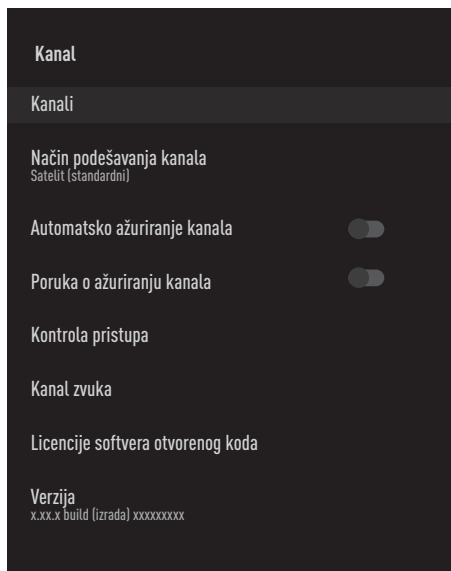 Kanal
Kanali
Način podešavanja kanala
Satelit (standardni)
Automatsko ažuriranje kanala
Poruka o ažuriranju kanala
Kontrola pristupa
Kanal zvuka
Licencije softvera otvorenog koda
Verzija
x.xx.x build (izrada) xxxxxxxxx